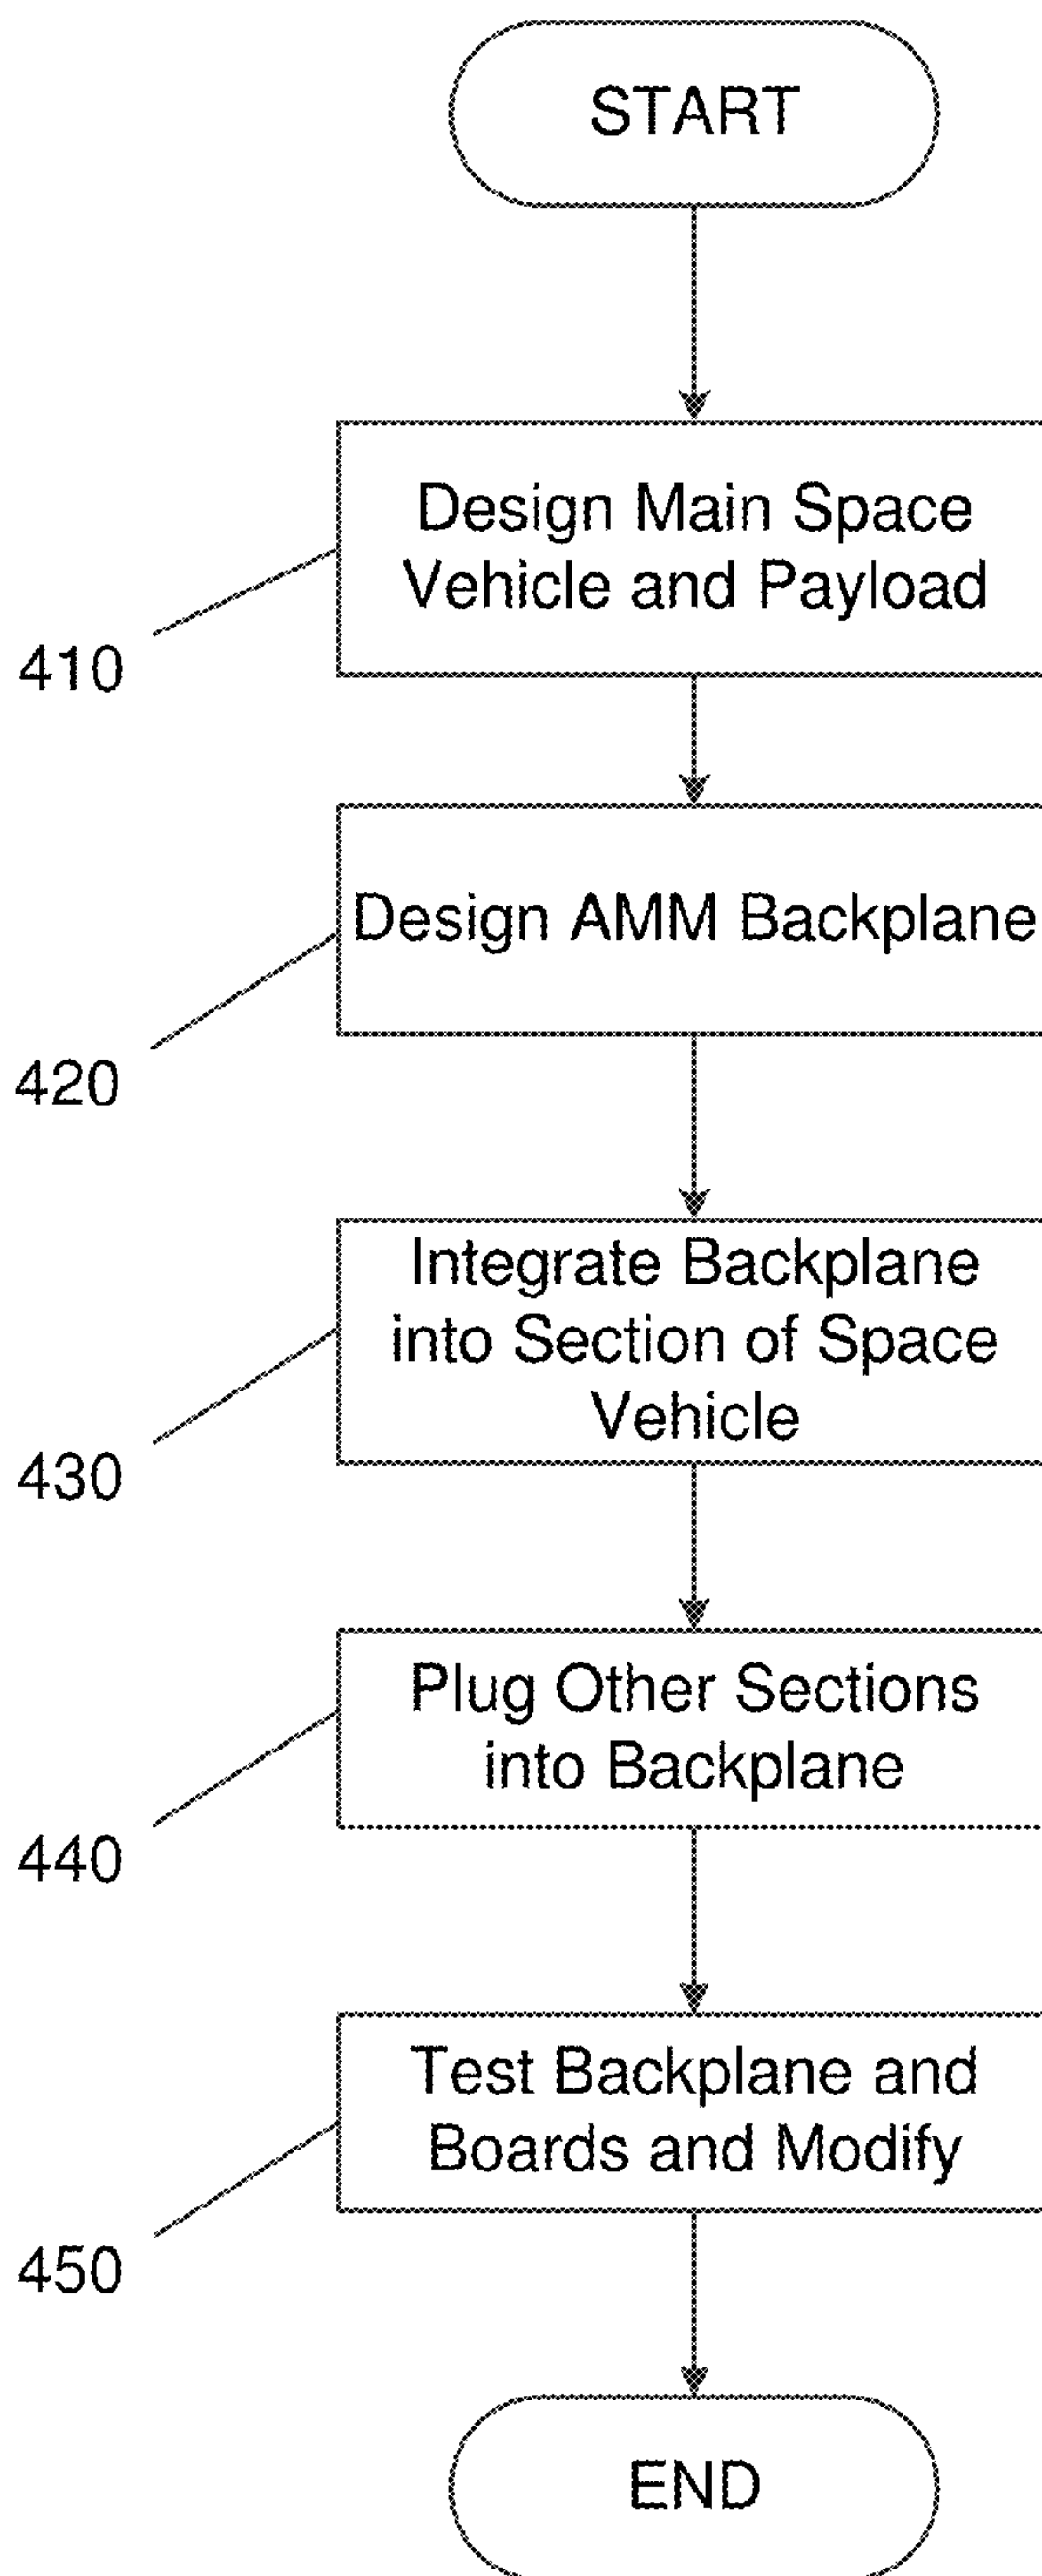 START
Design Main Space
Vehicle and Payload
410
Design AMM Backplane
420
Integrate Backplane
into Section of Space
Vehicle
430
Plug Other Sections
into Backplane
440
Test Backplane and
Boards and Modify
450
END